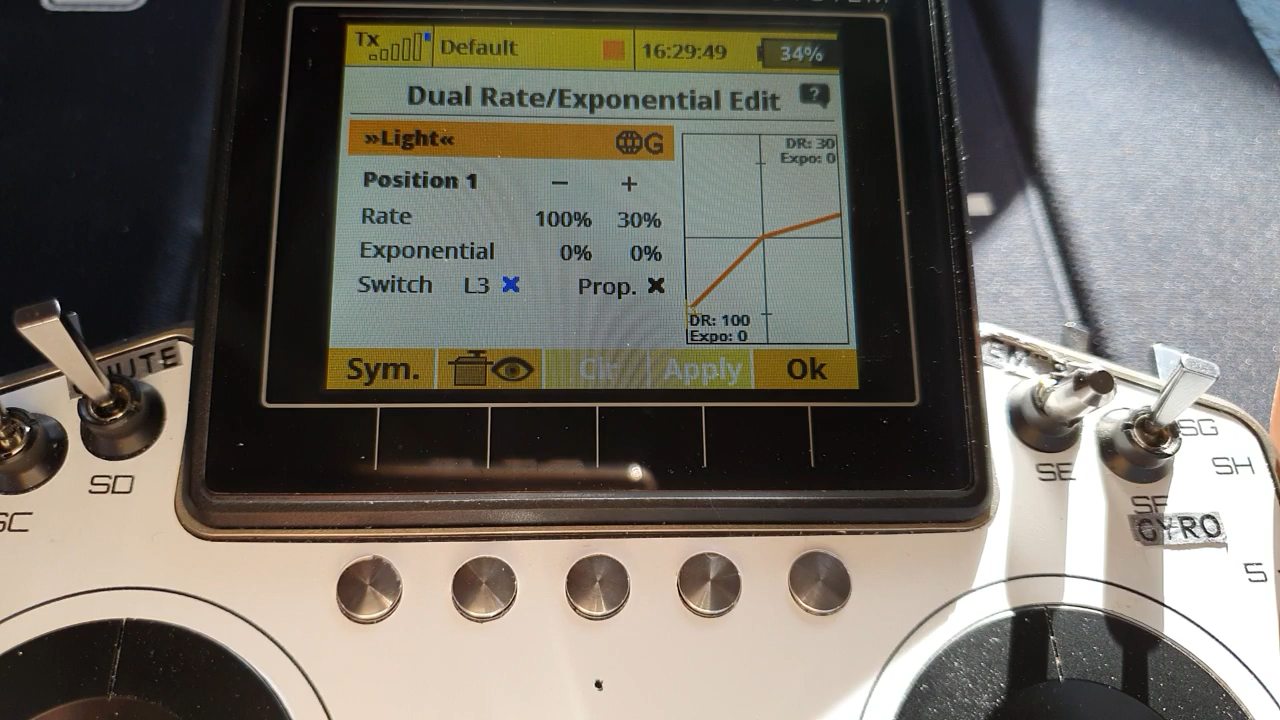 Tx Default 16:29:49 34%
Dual Rate/Exponential Edit ?
»Light« G
Position 1 − +
Rate 100% 30%
Exponential 0% 0%
Switch L3 Prop.
DR: 30
Expo: 0
DR: 100
Expo: 0
Sym. Clr Apply Ok
SD
SC
SE
SF
SG
SH
GYRO